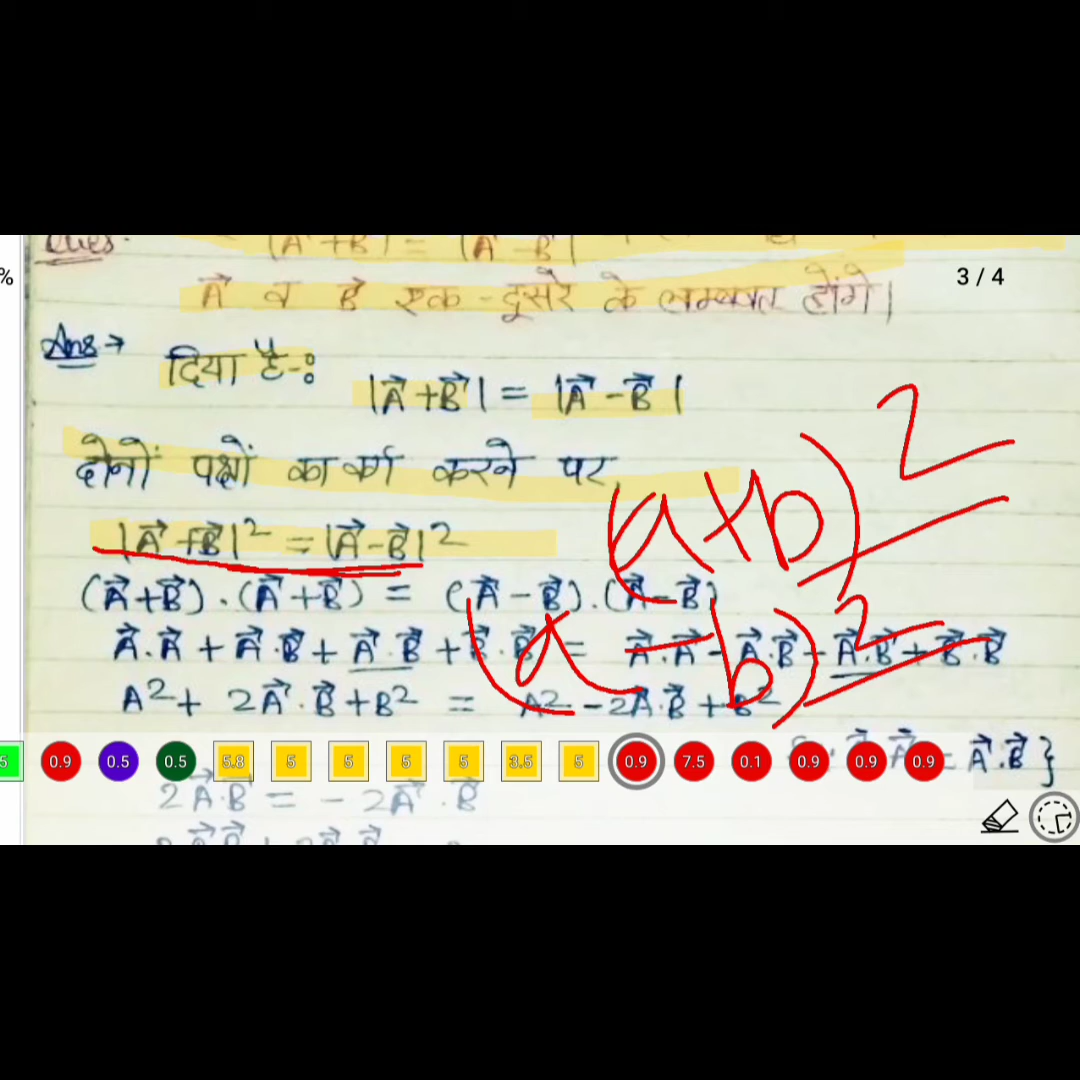 Ques.
|A⃗ +B⃗| = |A⃗ -B⃗|
%
3 / 4
A⃗ व B⃗ एक-दूसरे के लम्बवत होंगे।
Ans →
दिया है-:
|A⃗ +B⃗| = |A⃗ -B⃗|
दोनों पक्षों का वर्ग करने पर
|A⃗ +B⃗|² = |A⃗-B⃗|²
(a+b)²
(A⃗+B⃗).(A⃗+B⃗) = (A⃗-B⃗).(A⃗-B⃗)
(a-b)²
A⃗.A⃗ + A⃗.B⃗ + A⃗.B⃗ + B⃗.B⃗ = A⃗.A⃗ - A⃗.B⃗ - A⃗.B⃗ + B⃗.B⃗
A² + 2A⃗.B⃗ + B² = A² - 2A⃗.B⃗ + B²
= A⃗.B⃗ }
5 0.9 0.5 0.5 5.8 5 5 5 5 3.5 5 0.9 7.5 0.1 0.9 0.9 0.9
2A⃗.B⃗ = - 2A⃗.B⃗